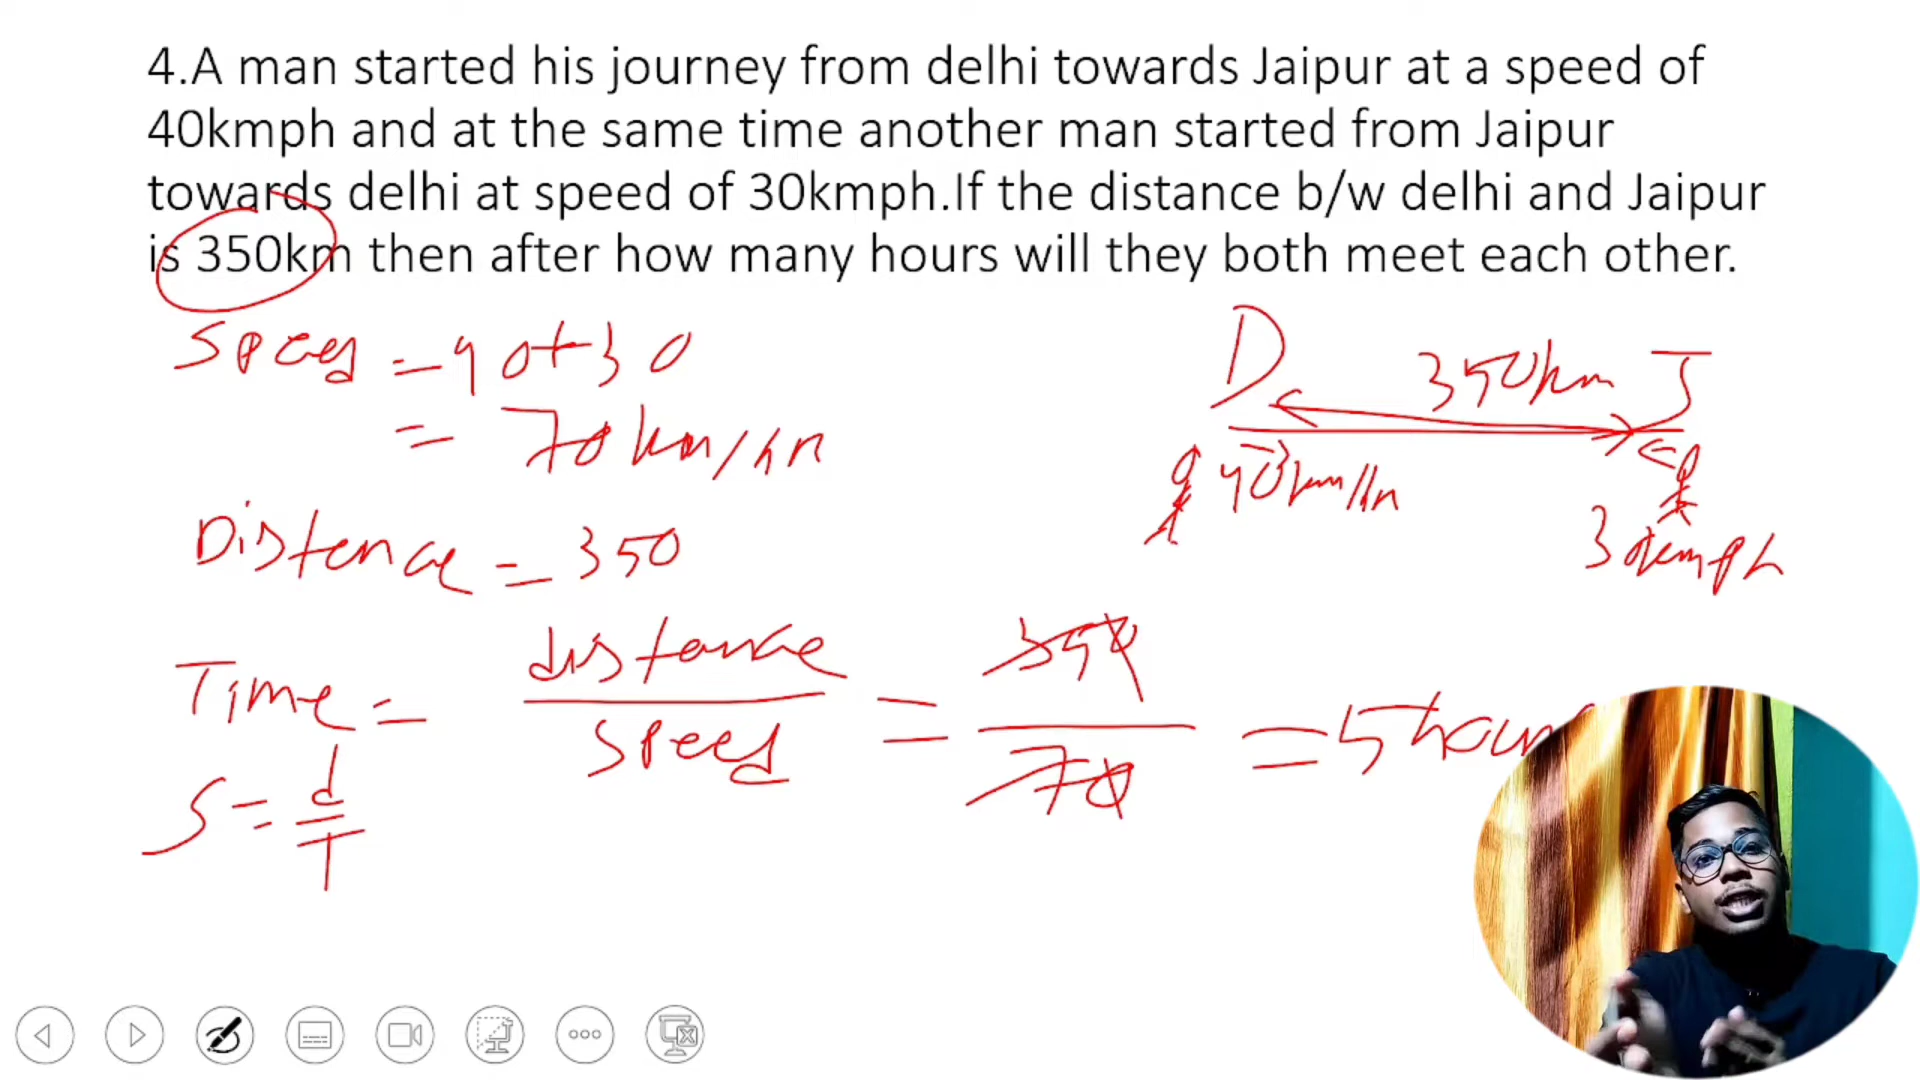 4.A man started his journey from delhi towards Jaipur at a speed of
40kmph and at the same time another man started from Jaipur
towards delhi at speed of 30kmph.If the distance b/w delhi and Jaipur
is 350km then after how many hours will they both meet each other.
Speed = 40+30
= 70km/hr
D 350km J
40km/hr
30kmph
Distance = 350
Time = distance / speed = 350 / 70 = 5 hour
S = d / T